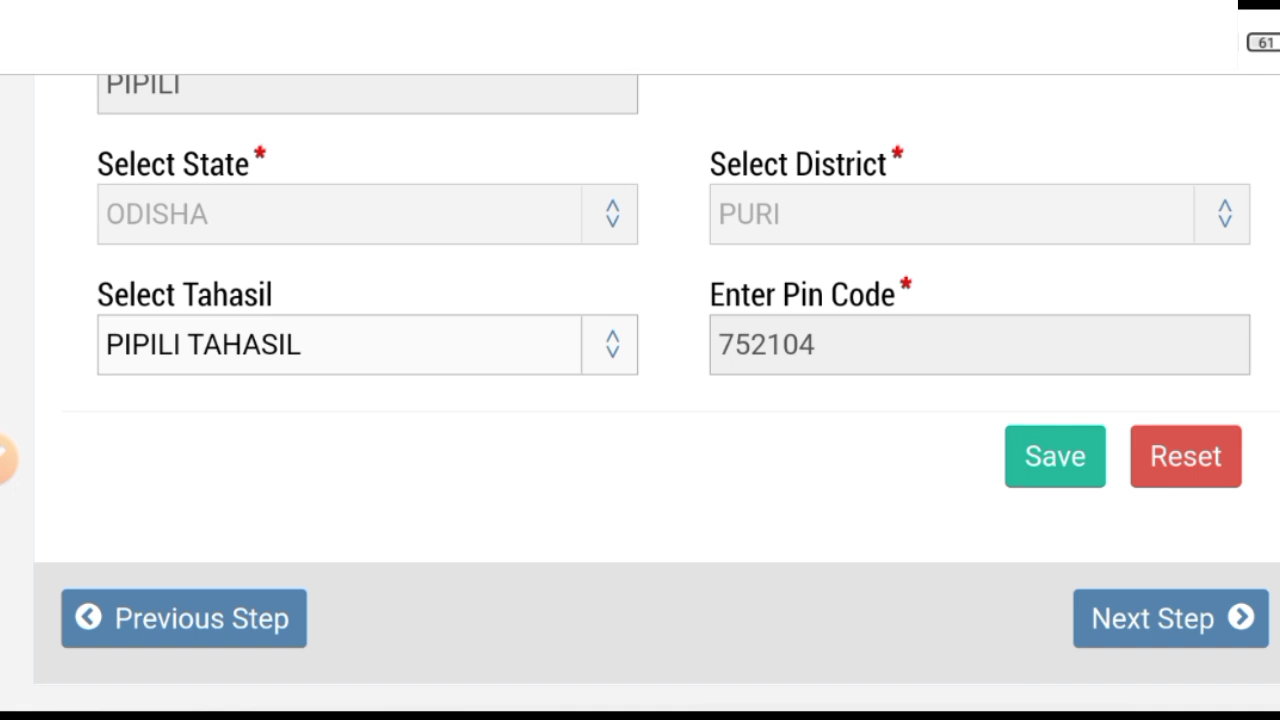 61
PIPILI
Select State*
Select District*
ODISHA
PURI
Select Tahasil
Enter Pin Code*
PIPILI TAHASIL
752104
Save
Reset
Previous Step
Next Step